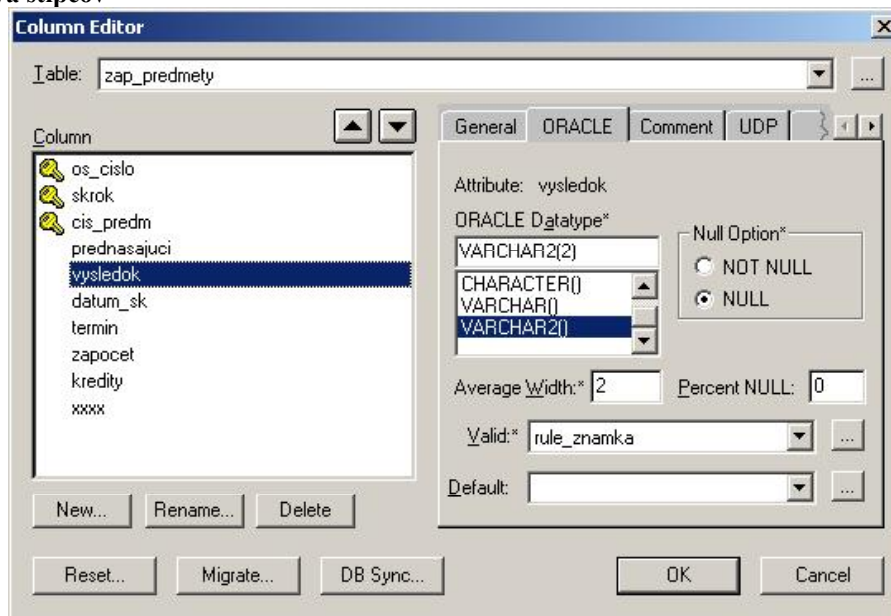 Column Editor
Table: zap_predmety ...
Column
os_cislo
skrok
cis_predm
prednasajuci
vysledok
datum_sk
termin
zapocet
kredity
xxxx
New... Rename... Delete
General ORACLE Comment UDP
Attribute: vysledok
ORACLE Datatype*
VARCHAR2(2)
CHARACTER()
VARCHAR()
VARCHAR2()
Null Option*
NOT NULL
NULL
Average Width:* 2 Percent NULL: 0
Valid:* rule_znamka ...
Default: ...
Reset... Migrate... DB Sync... OK Cancel